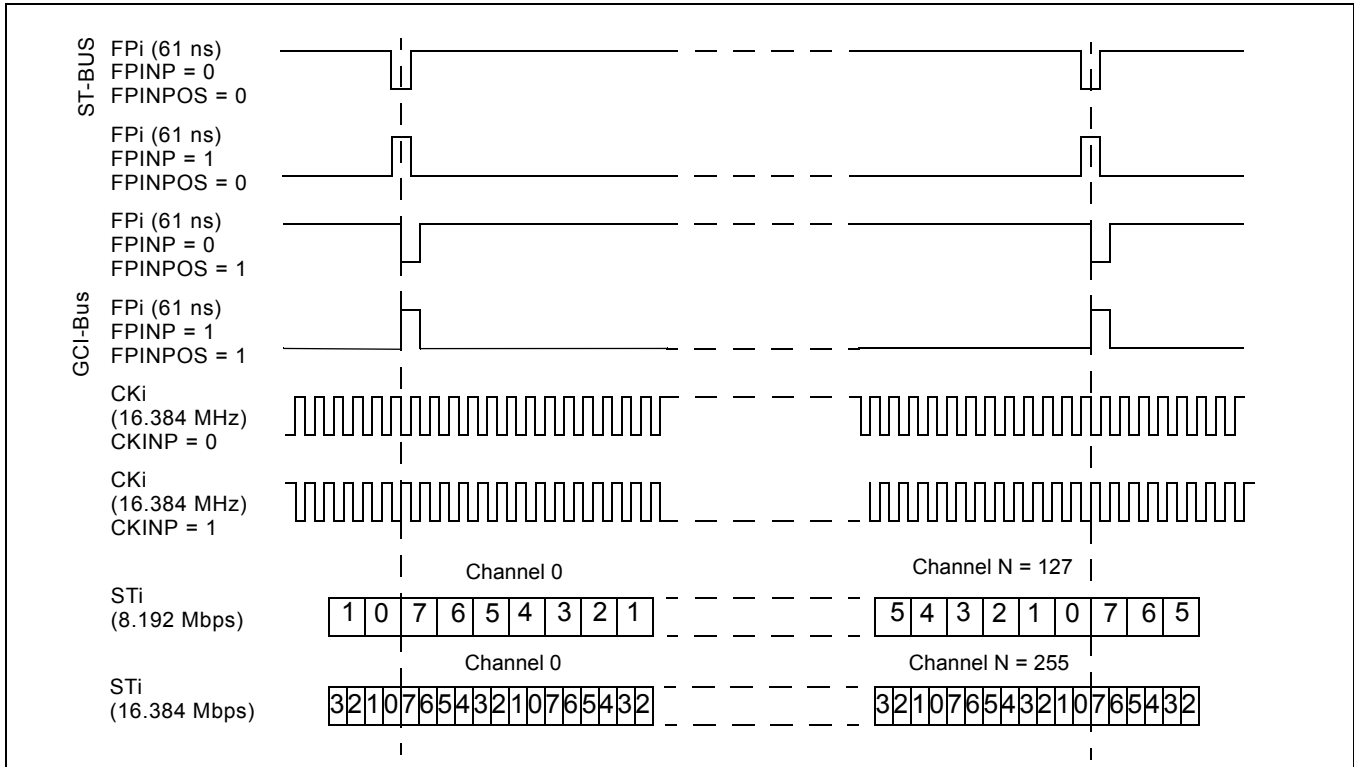 ST-BUS
FPi (61 ns)
FPINP = 0
FPINPOS = 0
FPi (61 ns)
FPINP = 1
FPINPOS = 0
FPi (61 ns)
FPINP = 0
FPINPOS = 1
GCI-Bus
FPi (61 ns)
FPINP = 1
FPINPOS = 1
CKi
(16.384 MHz)
CKINP = 0
CKi
(16.384 MHz)
CKINP = 1
Channel 0
Channel N = 127
STi
(8.192 Mbps)
1 0 7 6 5 4 3 2 1
5 4 3 2 1 0 7 6 5
Channel 0
Channel N = 255
STi
(16.384 Mbps)
3 2 1 0 7 6 5 4 3 2 1 0 7 6 5 4 3 2
3 2 1 0 7 6 5 4 3 2 1 0 7 6 5 4 3 2